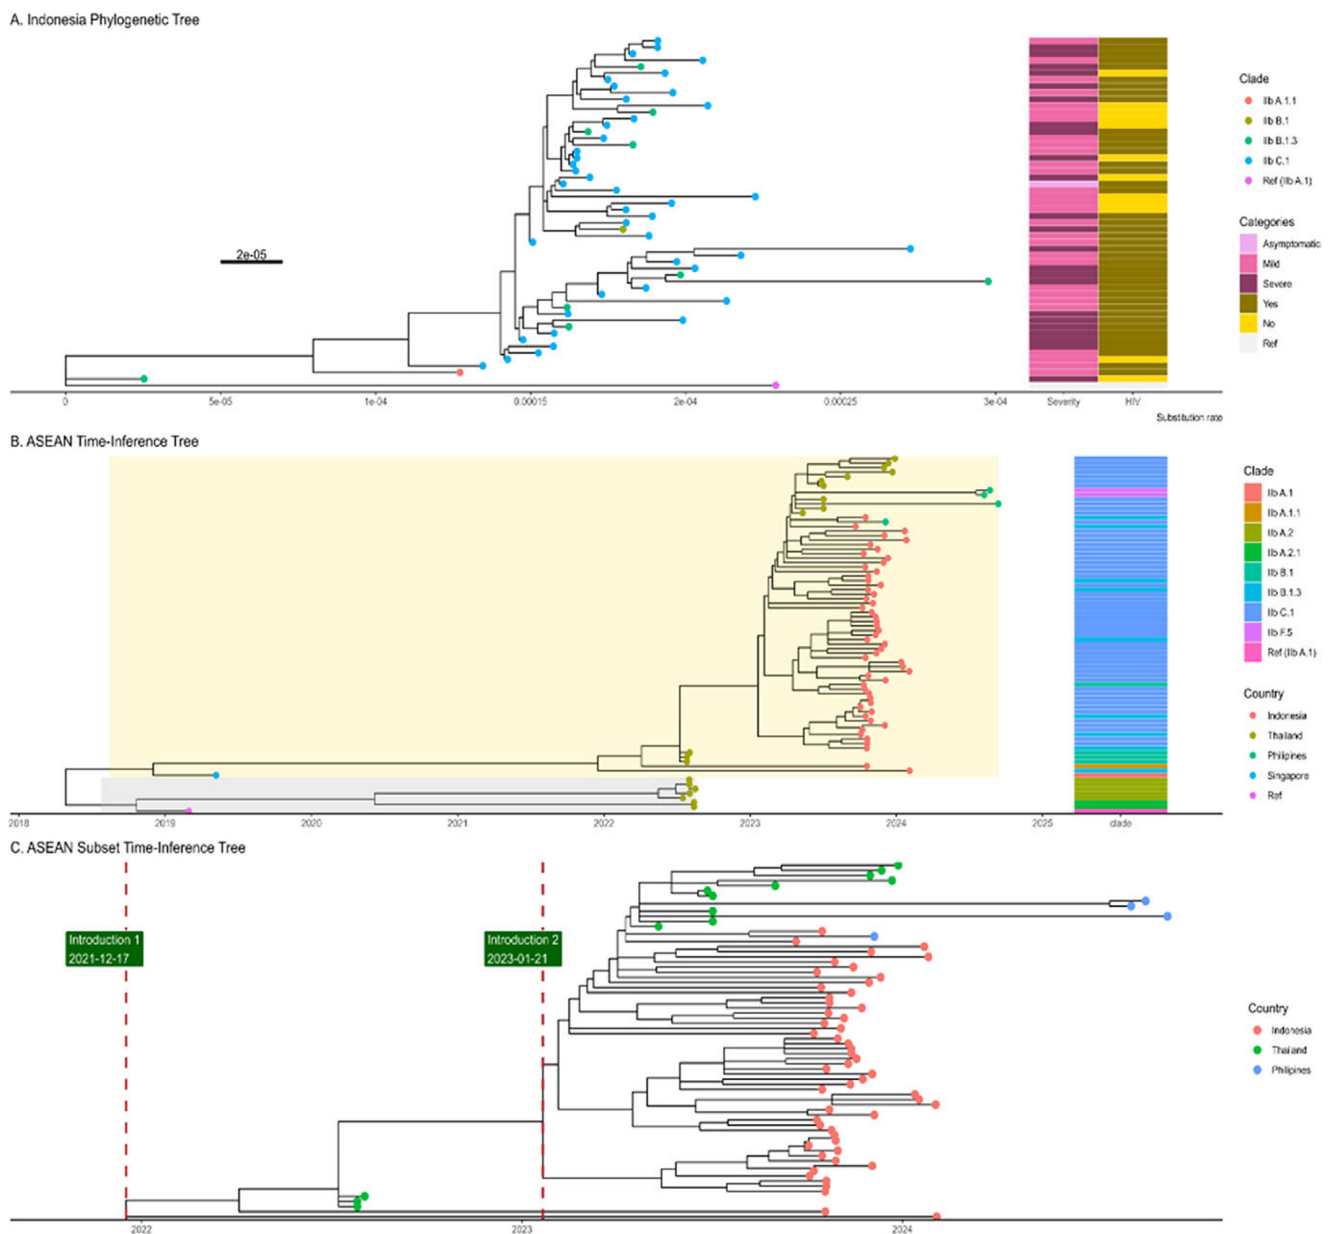 A. Indonesia Phylogenetic Tree
2e-05
Clade
IIb A.1.1
IIb B.1
IIb B.1.3
IIb C.1
Ref (IIb A.1)
Categories
Asymptomatic
Mild
Severe
Yes
No
Ref
0
5e-05
1e-04
0.00015
2e-04
0.00025
3e-04
Severity
HIV
Substitution rate
B. ASEAN Time-Inference Tree
Clade
IIb A.1
IIb A.1.1
IIb A.2
IIb A.2.1
IIb B.1
IIb B.1.3
IIb C.1
IIb F.5
Ref (IIb A.1)
Country
Indonesia
Thailand
Philipines
Singapore
Ref
2018
2019
2020
2021
2022
2023
2024
2025
clade
C. ASEAN Subset Time-Inference Tree
Introduction 1
2021-12-17
Introduction 2
2023-01-21
Country
Indonesia
Thailand
Philipines
2022
2023
2024